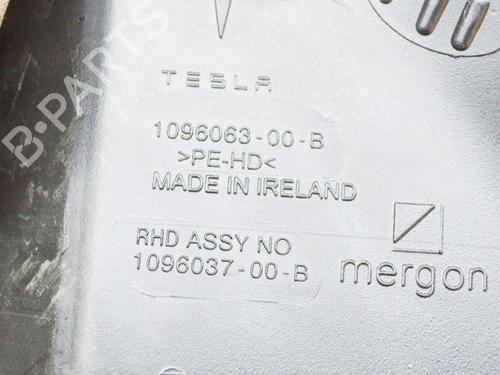 B-PARTS
TESLA
1096063-00-B
>PE-HD<
MADE IN IRELAND
RHD ASSY NO
1096037-00-B
mergon